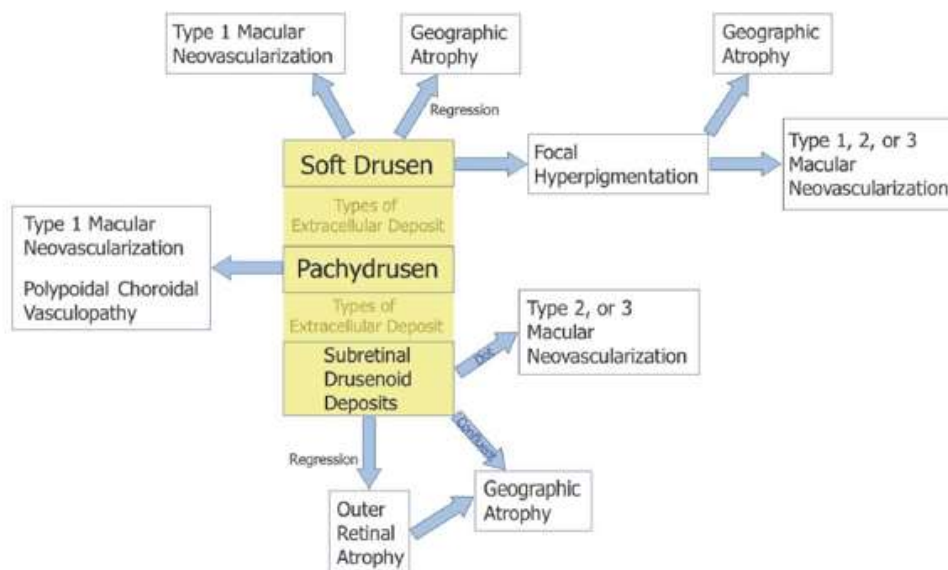 Type 1 Macular
Neovascularization
Geographic
Atrophy
Geographic
Atrophy
Regression
Soft Drusen
Focal
Hyperpigmentation
Type 1, 2, or 3
Macular
Neovascularization
Types of
Extracellular Deposit
Type 1 Macular
Neovascularization
Polypoidal Choroidal
Vasculopathy
Pachydrusen
Types of
Extracellular Deposit
Type 2, or 3
Macular
Neovascularization
Dot
Subretinal
Drusenoid
Deposits
Confluent
Regression
Outer
Retinal
Atrophy
Geographic
Atrophy